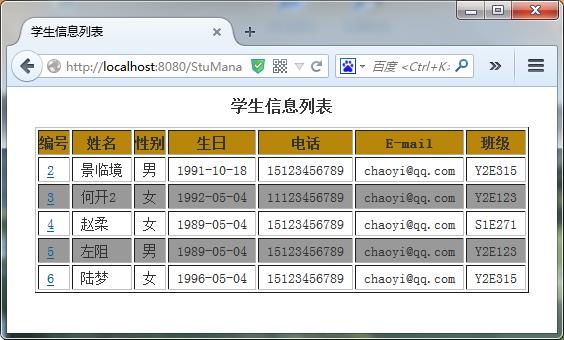 学生信息列表
http://localhost:8080/StuMana
百度 <Ctrl+K>
学生信息列表
编号 姓名 性别 生日 电话 E-mail 班级
2 景临境 男 1991-10-18 15123456789 chaoyi@qq.com Y2E315
3 何开2 女 1992-05-04 11123456789 chaoyi@qq.com Y2E123
4 赵柔 女 1989-05-04 15123456789 chaoyi@qq.com S1E271
5 左阻 男 1989-05-04 15123456789 chaoyi@qq.com Y2E123
6 陆梦 女 1996-05-04 15123456789 chaoyi@qq.com Y2E315